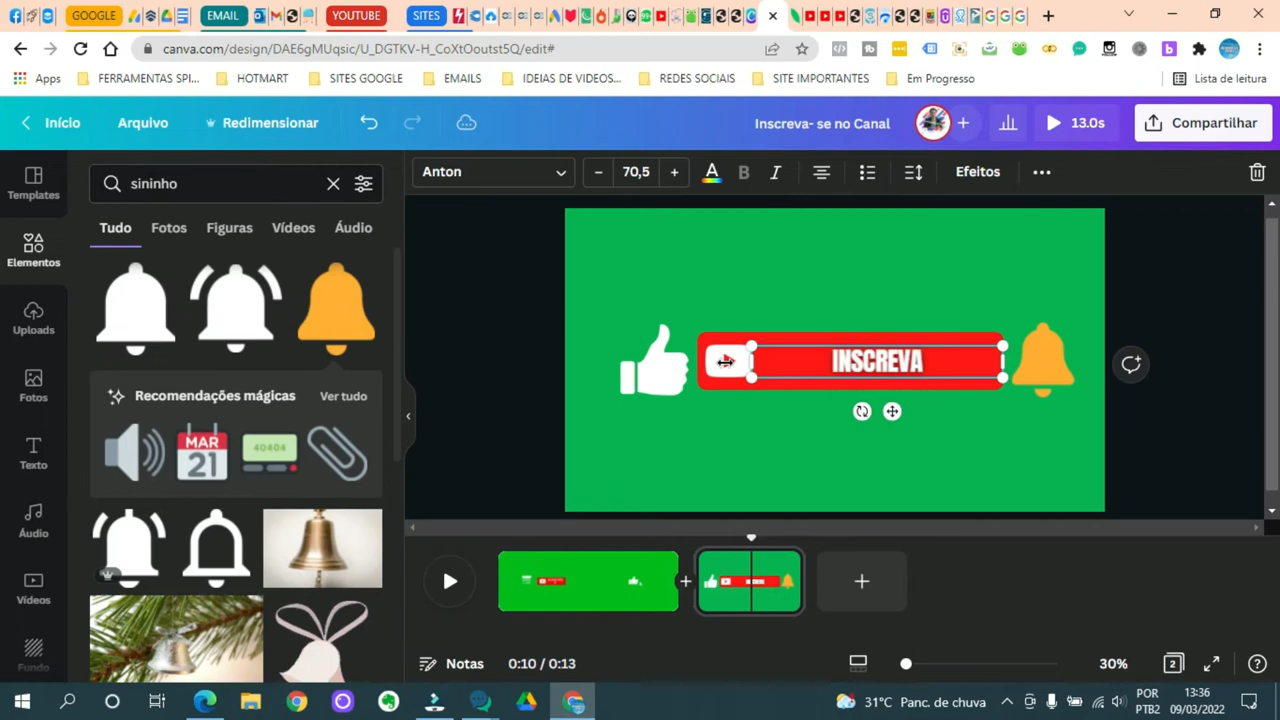 GOOGLE
EMAIL
YOUTUBE
SITES
canva.com/design/DAE6gMUqsic/U_DGTKV-H_CoXtOoutst5Q/edit#
Apps
FERRAMENTAS SPI...
HOTMART
SITES GOOGLE
EMAILS
IDEIAS DE VIDEOS...
REDES SOCIAIS
SITE IMPORTANTES
Em Progresso
Lista de leitura
Início
Arquivo
Redimensionar
Inscreva- se no Canal
13.0s
Compartilhar
Templates
Elementos
Uploads
Fotos
Texto
Áudio
Vídeos
Fundo
sininho
Tudo
Fotos
Figuras
Vídeos
Áudio
Recomendações mágicas
Ver tudo
MAR
21
40404
Anton
70,5
A
B
I
Efeitos
INSCREVA
Notas
0:10 / 0:13
30%
2
31°C
Panc. de chuva
POR
PTB2
13:36
09/03/2022